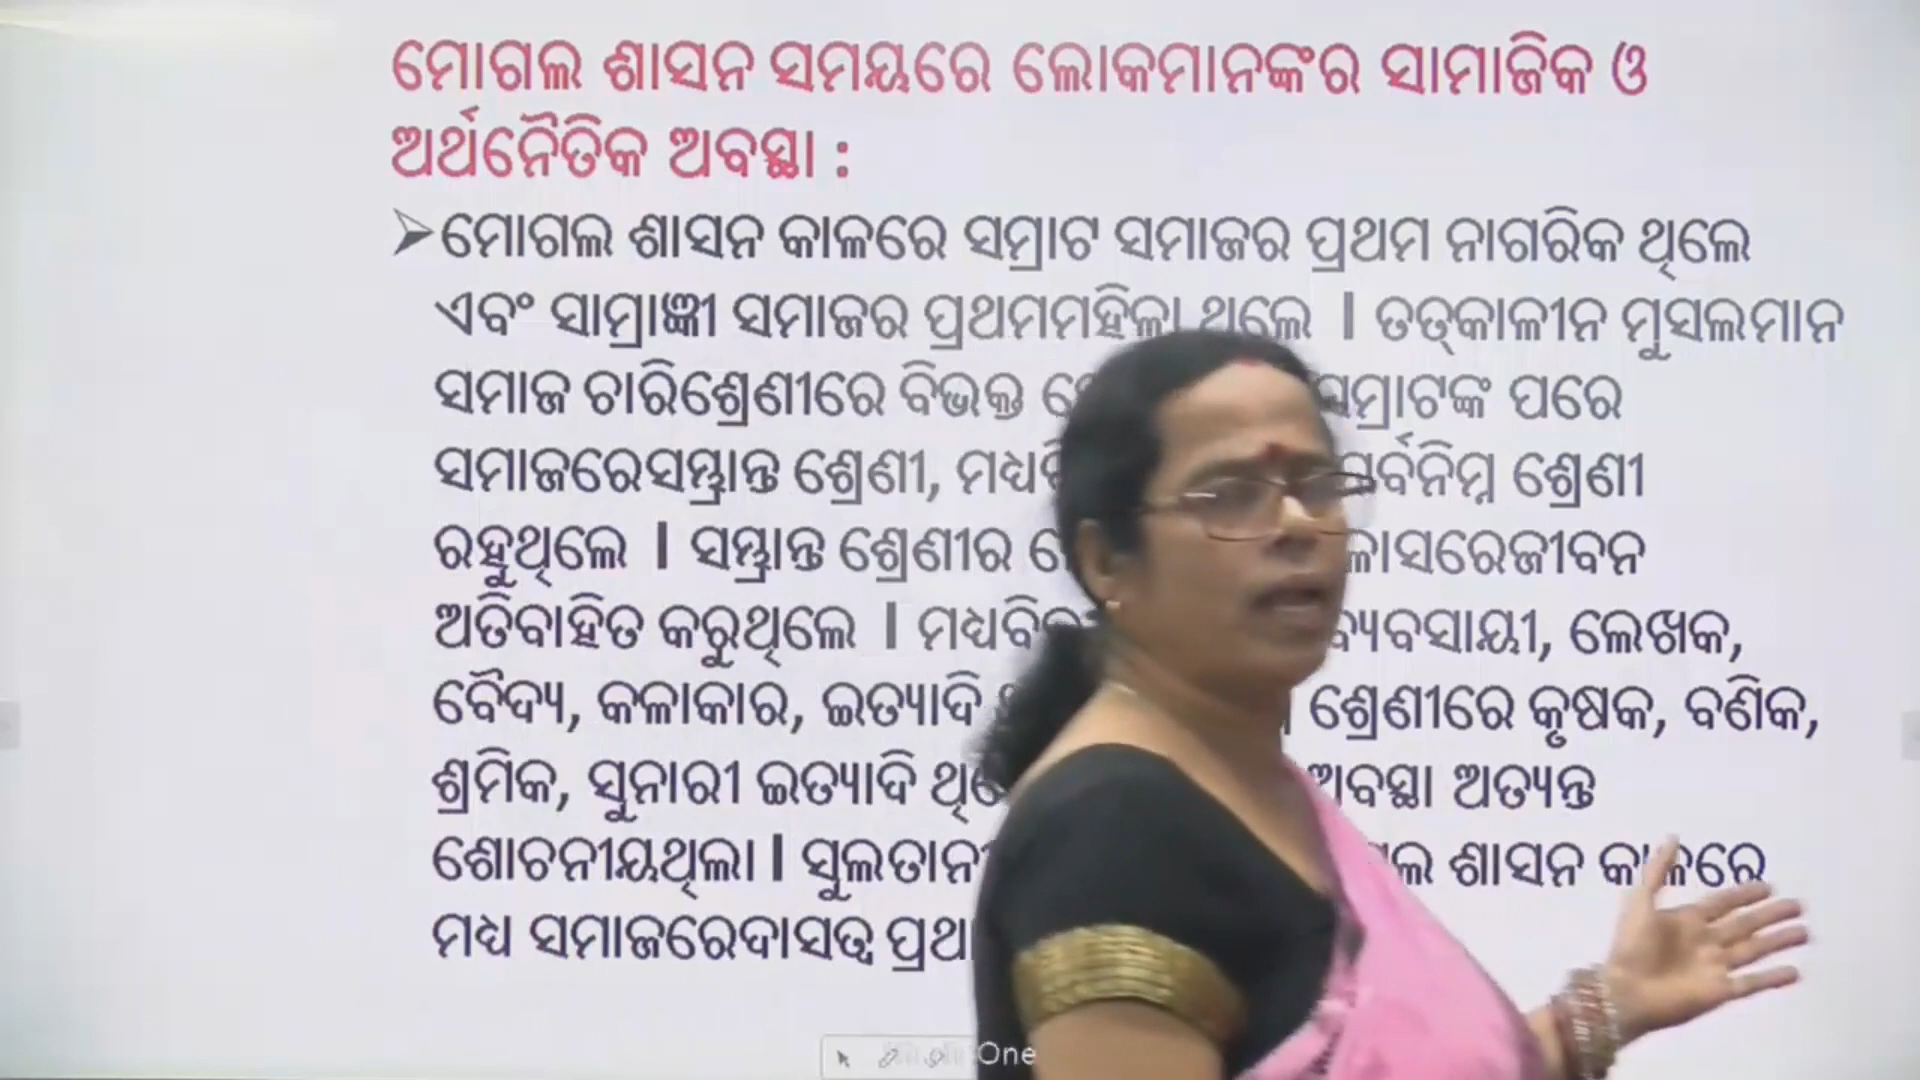 ମୋଗଲ ଶାସନ ସମୟରେ ଲୋକମାନଙ୍କର ସାମାଜିକ ଓ
ଅର୍ଥନୈତିକ ଅବସ୍ଥା :
➢ମୋଗଲ ଶାସନ କାଳରେ ସମ୍ରାଟ ସମାଜର ପ୍ରଥମ ନାଗରିକ ଥିଲେ
ଏବଂ ସାମ୍ରାଜ୍ଞୀ ସମାଜର ପ୍ରଥମମହିଳା ଥିଲେ । ତତ୍‌କାଳୀନ ମୁସଲମାନ
ସମାଜ ଚାରିଶ୍ରେଣୀରେ ବିଭକ୍ତ ସମ୍ରାଟଙ୍କ ପରେ
ସମାଜରେସମ୍ଭ୍ରାନ୍ତ ଶ୍ରେଣୀ, ସର୍ବନିମ୍ନ ଶ୍ରେଣୀ
ରହୁଥିଲେ । ସମ୍ଭ୍ରାନ୍ତ ଶ୍ରେଣୀର ଳାସରେଜୀବନ
ଅତିବାହିତ କରୁଥିଲେ । ବ୍ୟବସାୟୀ, ଲେଖକ,
ବୈଦ୍ୟ, କଳାକାର, ଇତ୍ୟାଦି ଶ୍ରେଣୀରେ କୃଷକ, ବଣିକ,
ଶ୍ରମିକ, ସୁନାରୀ ଇତ୍ୟାଦି ଅବସ୍ଥା ଅତ୍ୟନ୍ତ
ଶୋଚନୀୟଥିଲା । ସୁଲତାନୀ ଶାସନ କାଳରେ
ମଧ୍ୟ ସମାଜରେଦାସତ୍ୱ ପ୍ରଥା
One